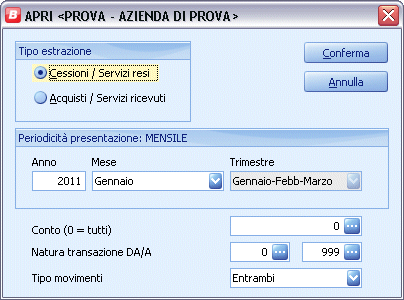 B APRI <PROVA - AZIENDA DI PROVA>
Tipo estrazione
Cessioni / Servizi resi
Acquisti / Servizi ricevuti
Conferma
Annulla
Periodicità presentazione: MENSILE
Anno Mese Trimestre
2011 Gennaio Gennaio-Febb-Marzo
Conto (0 = tutti) 0
Natura transazione DA/A 0 999
Tipo movimenti Entrambi